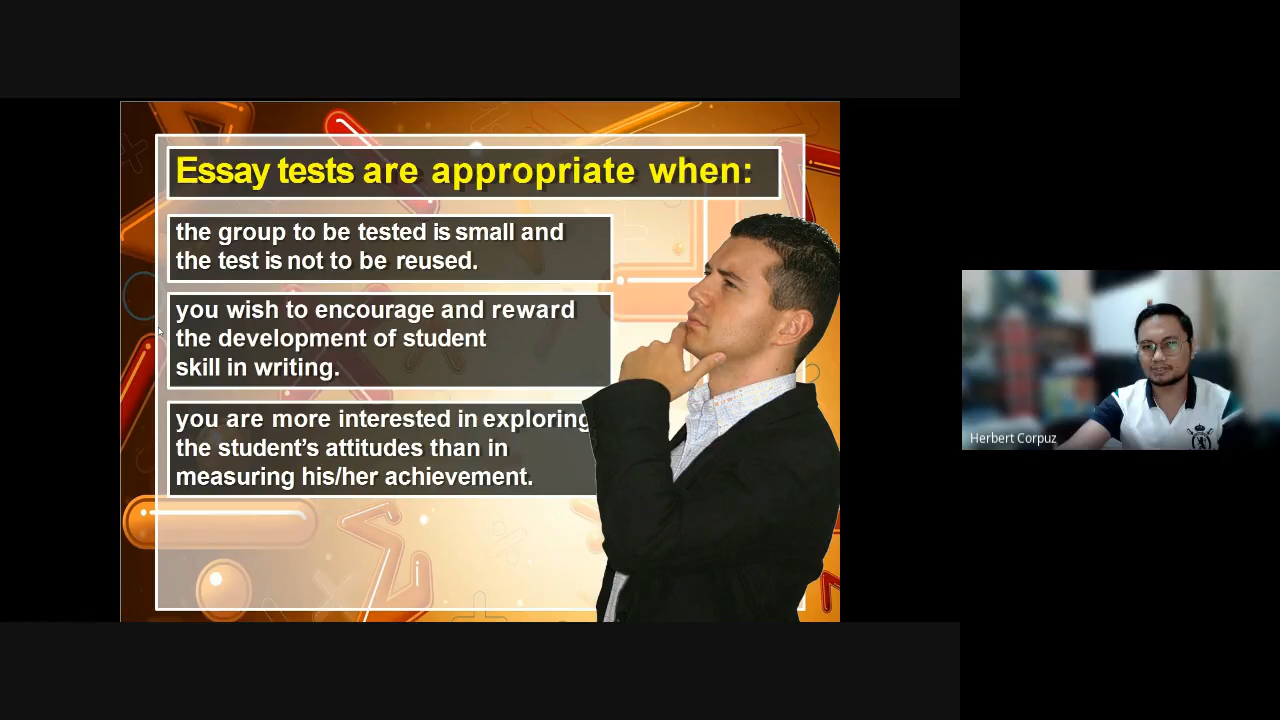 Essay tests are appropriate when:
the group to be tested is small and
the test is not to be reused.
you wish to encourage and reward
the development of student
skill in writing.
you are more interested in exploring
the student’s attitudes than in
measuring his/her achievement.
Herbert Corpuz